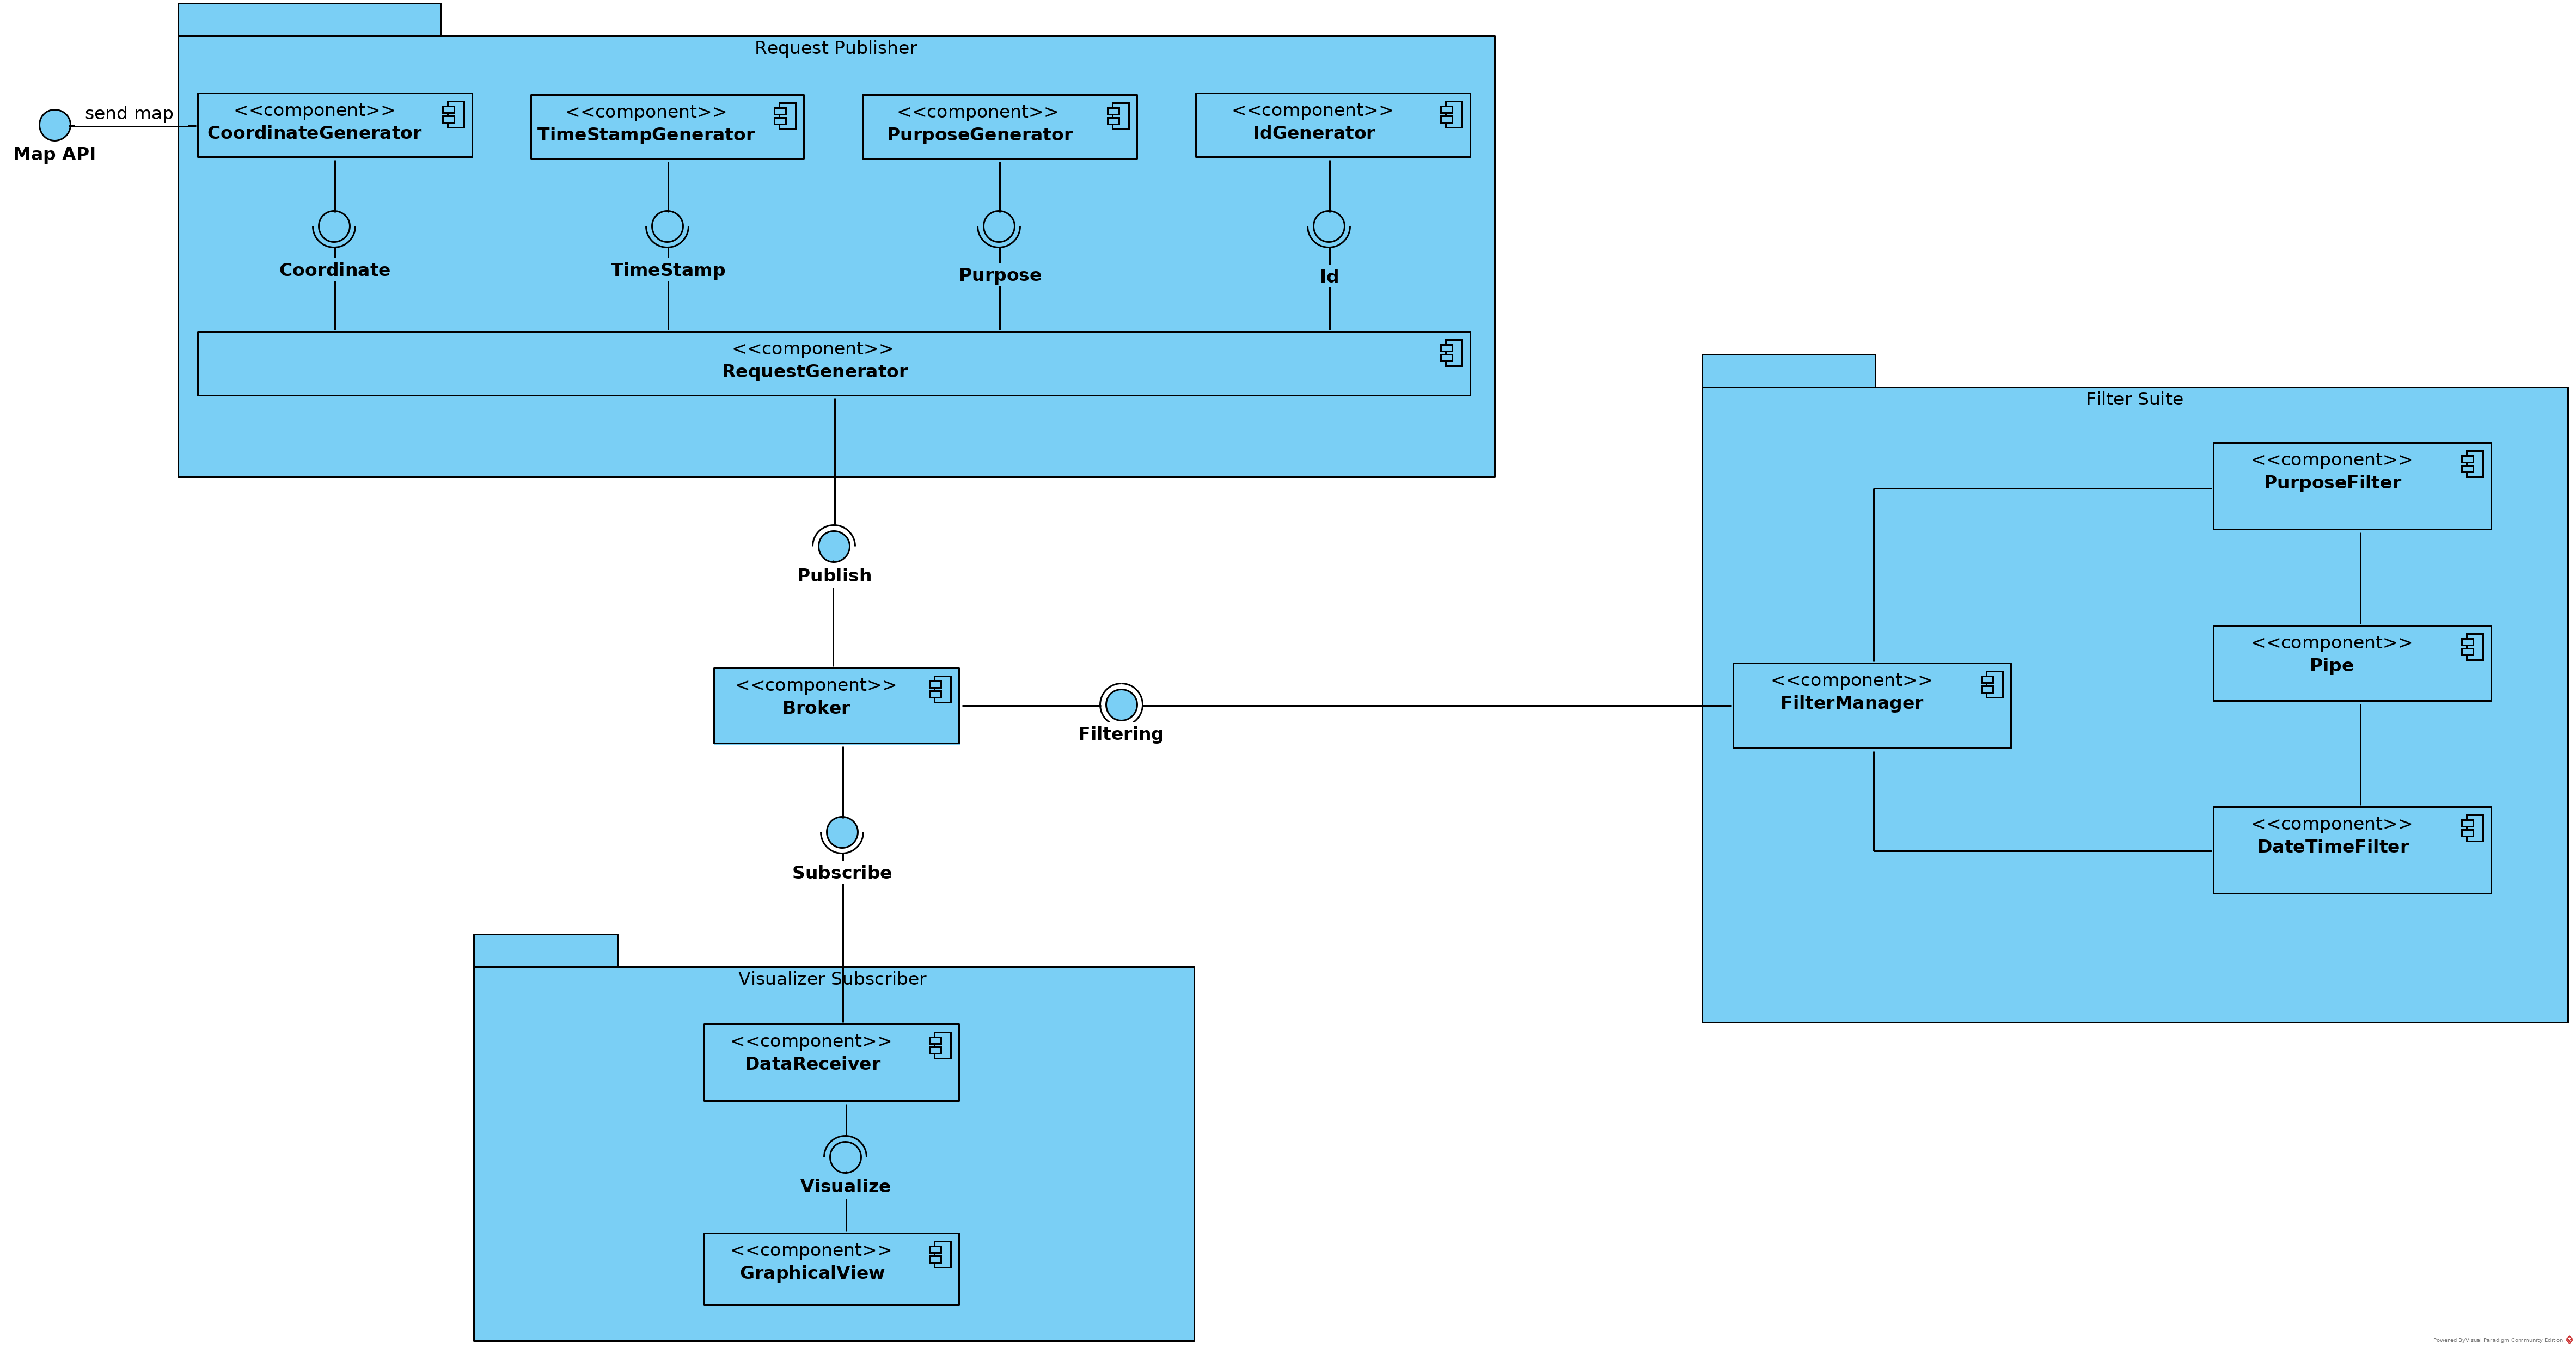 Request Publisher
send map
Map API
<<component>>
CoordinateGenerator
<<component>>
TimeStampGenerator
<<component>>
PurposeGenerator
<<component>>
IdGenerator
Coordinate
TimeStamp
Purpose
Id
<<component>>
RequestGenerator
Publish
<<component>>
Broker
Filtering
Subscribe
Filter Suite
<<component>>
PurposeFilter
<<component>>
Pipe
<<component>>
FilterManager
<<component>>
DateTimeFilter
Visualizer Subscriber
<<component>>
DataReceiver
Visualize
<<component>>
GraphicalView
Powered ByVisual Paradigm Community Edition